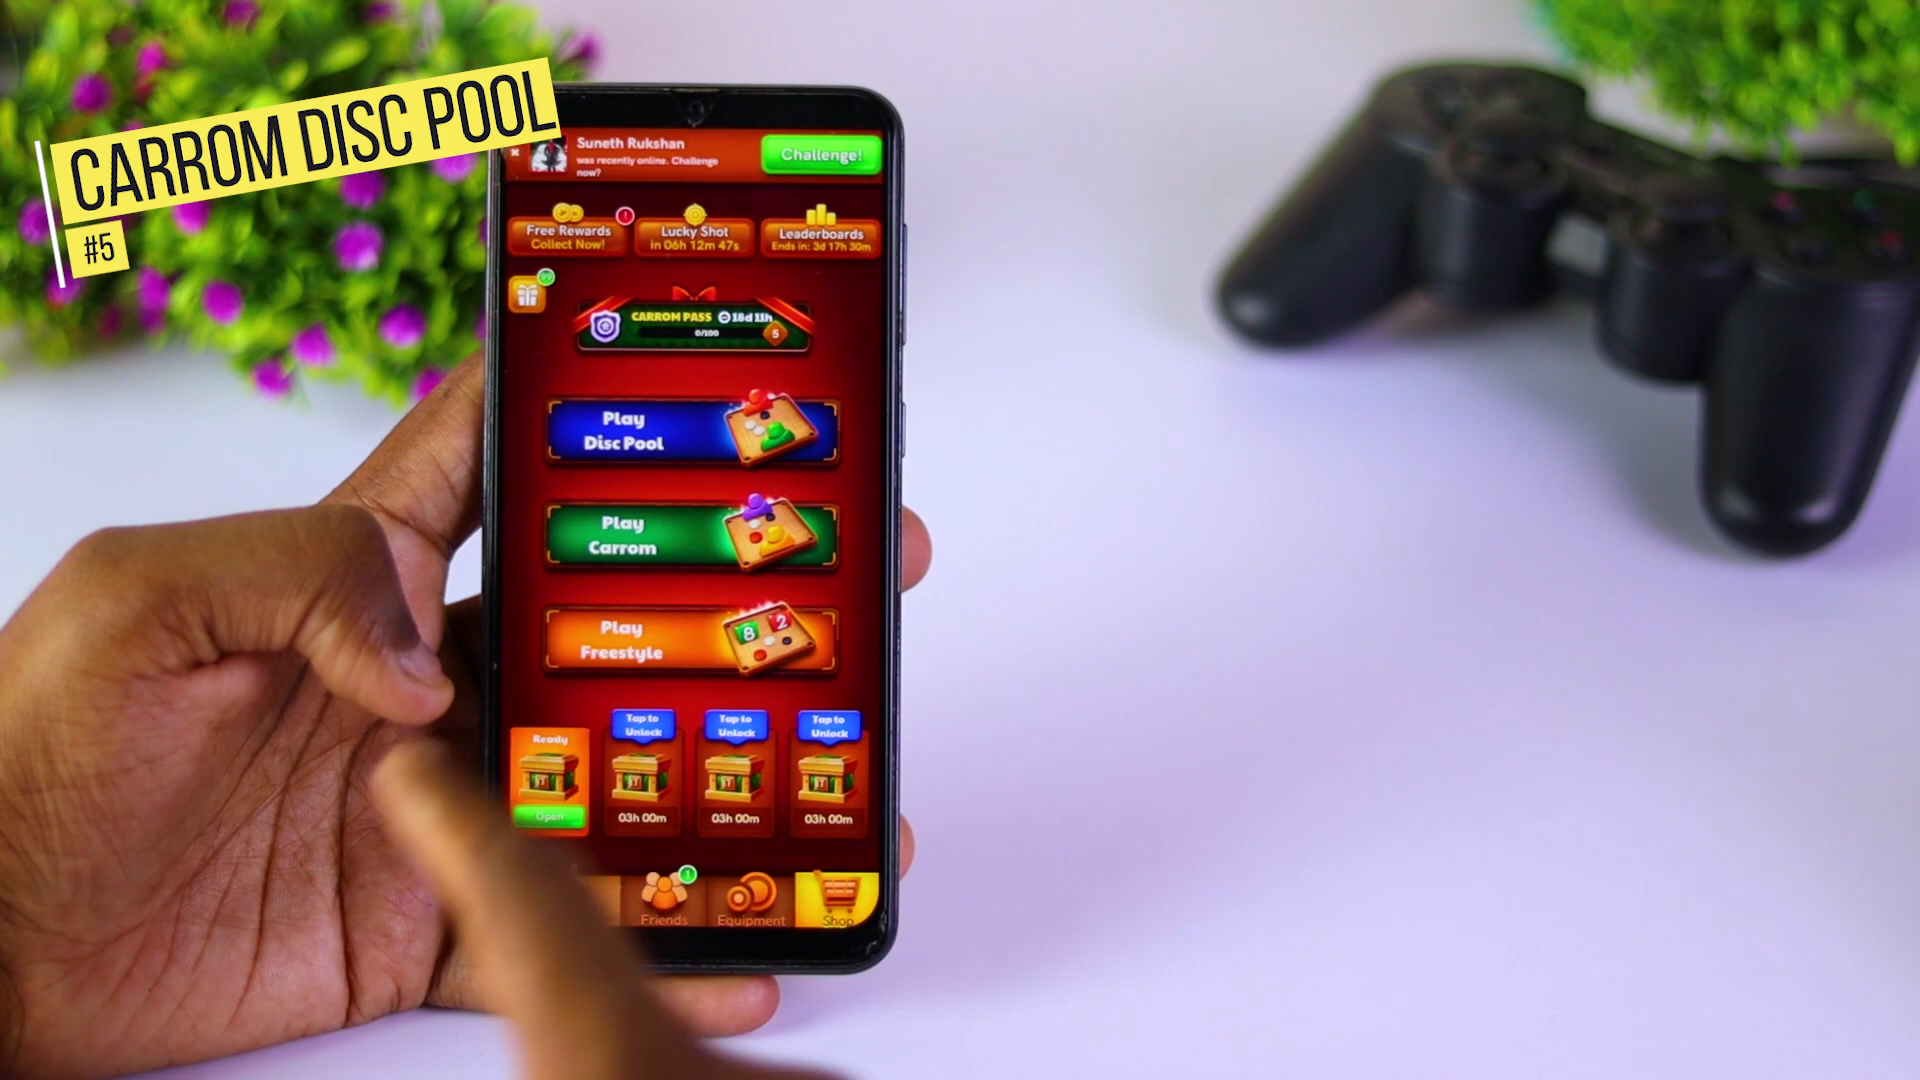 CARROM DISC POOL
#5
Suneth Rukshan
was recently online. Challenge
now?
Challenge!
Free Rewards
Collect Now!
!
Lucky Shot
in 06h 12m 47s
Leaderboards
Ends in: 3d 17h 30m
CARROM PASS
18d 11h
0/100
5
Play
Disc Pool
Play
Carrom
Play
Freestyle
8
2
Ready
Open
Tap to
Unlock
03h 00m
Tap to
Unlock
03h 00m
Tap to
Unlock
03h 00m
1
Friends
Equipment
Shop